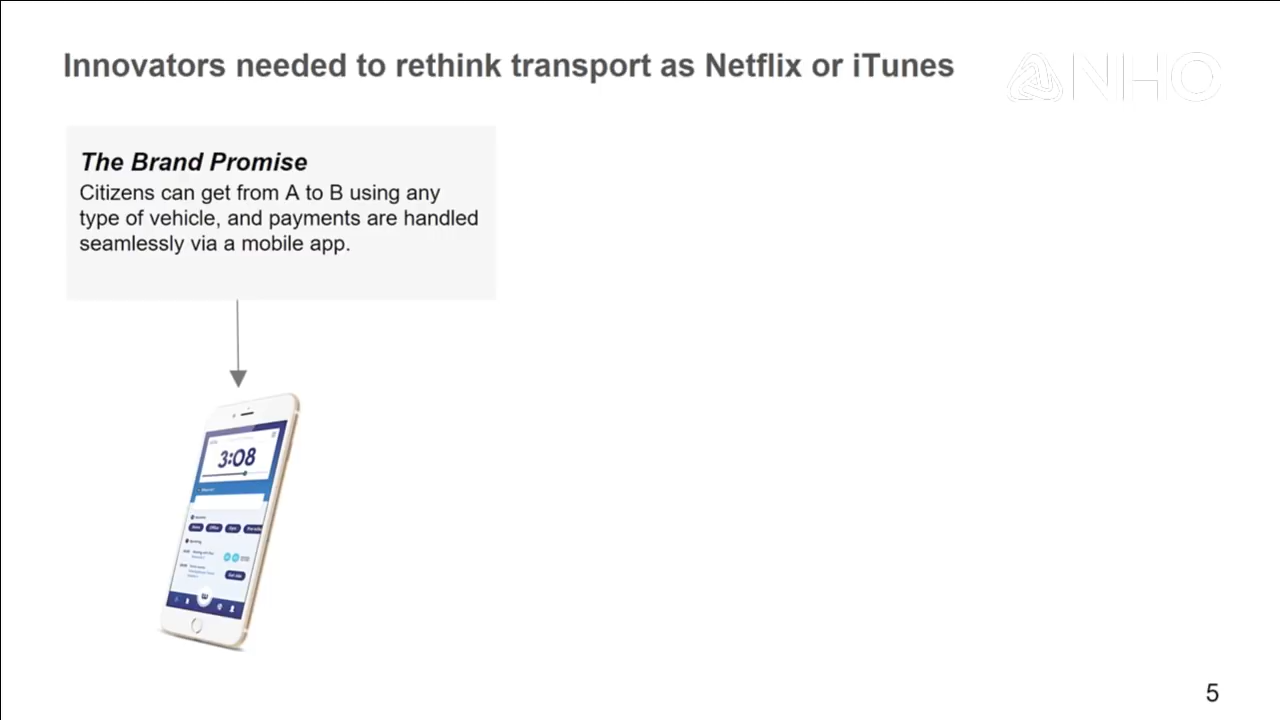 Innovators needed to rethink transport as Netflix or iTunes
NHO
The Brand Promise
Citizens can get from A to B using any
type of vehicle, and payments are handled
seamlessly via a mobile app.
3:08
5